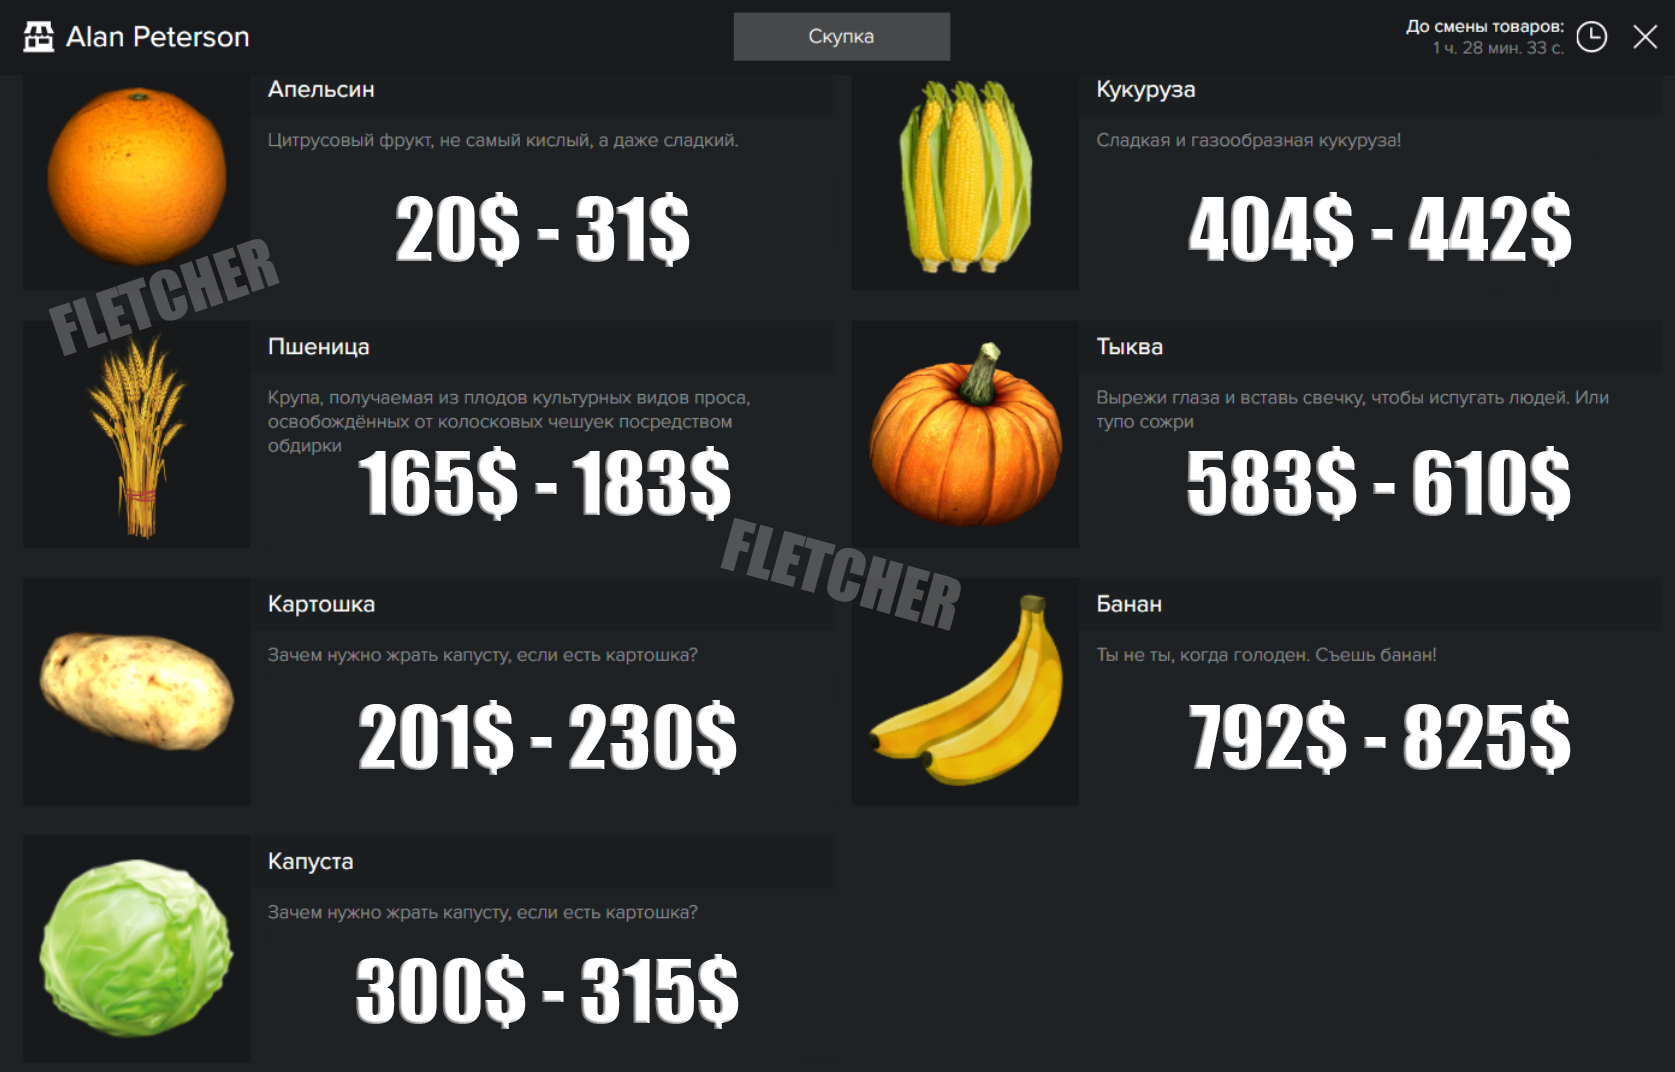 Alan Peterson
Скупка
До смены товаров:
1 ч. 28 мин. 33 с.
Апельсин
Цитрусовый фрукт, не самый кислый, а даже сладкий.
20$ - 31$
Кукуруза
Сладкая и газообразная кукуруза!
404$ - 442$
FLETCHER
Пшеница
Крупа, получаемая из плодов культурных видов проса,
освобождённых от колосковых чешуек посредством
обдирки
165$ - 183$
Тыква
Вырежи глаза и вставь свечку, чтобы испугать людей. Или
тупо сожри
583$ - 610$
FLETCHER
Картошка
Зачем нужно жрать капусту, если есть картошка?
201$ - 230$
Банан
Ты не ты, когда голоден. Съешь банан!
792$ - 825$
Капуста
Зачем нужно жрать капусту, если есть картошка?
300$ - 315$